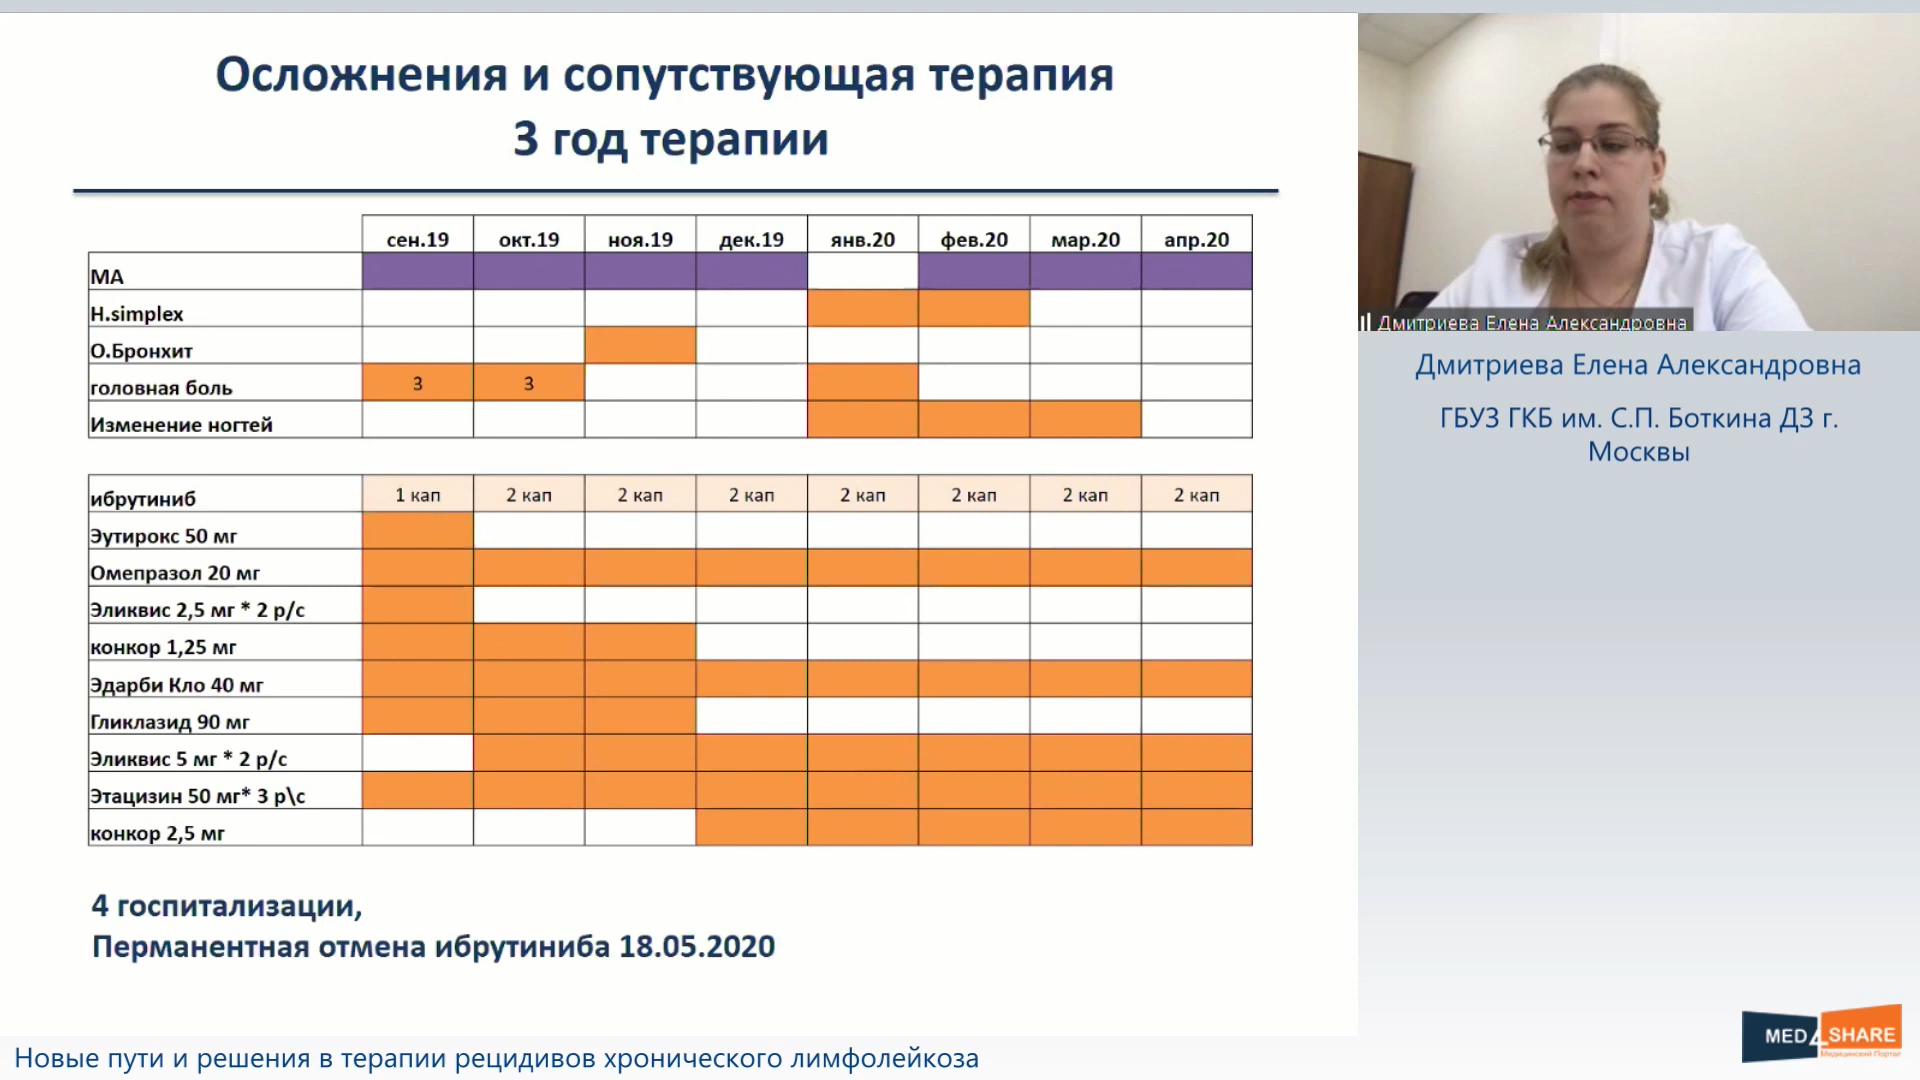 Осложнения и сопутствующая терапия
3 год терапии
сен.19 окт.19 ноя.19 дек.19 янв.20 фев.20 мар.20 апр.20
МА
H.simplex
О.Бронхит
головная боль 3 3
Изменение ногтей
ибрутиниб 1 кап 2 кап 2 кап 2 кап 2 кап 2 кап 2 кап 2 кап
Эутирокс 50 мг
Омепразол 20 мг
Эликвис 2,5 мг * 2 р/с
конкор 1,25 мг
Эдарби Кло 40 мг
Гликлазид 90 мг
Эликвис 5 мг * 2 р/с
Этацизин 50 мг* 3 р\с
конкор 2,5 мг
4 госпитализации,
Перманентная отмена ибрутиниба 18.05.2020
Дмитриева Елена Александровна
Дмитриева Елена Александровна
ГБУЗ ГКБ им. С.П. Боткина ДЗ г.
Москвы
MED4SHARE
Медицинский Портал
Новые пути и решения в терапии рецидивов хронического лимфолейкоза